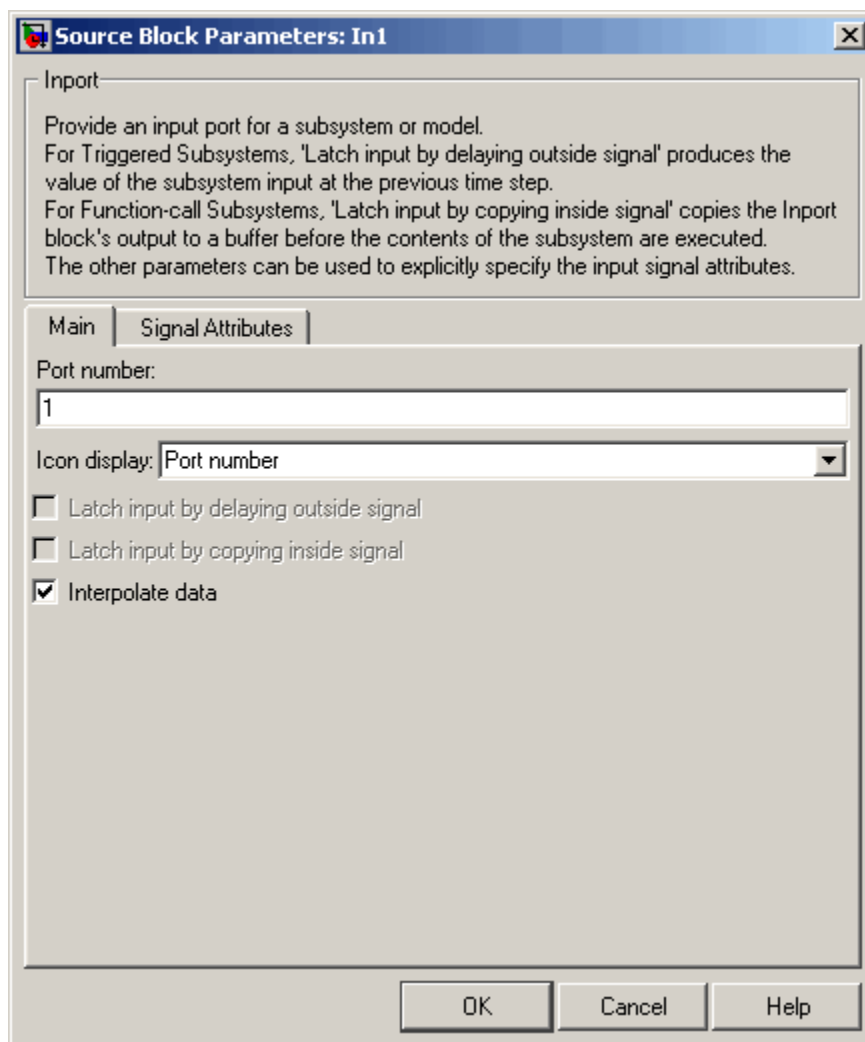 Source Block Parameters: In1
Inport
Provide an input port for a subsystem or model.
For Triggered Subsystems, 'Latch input by delaying outside signal' produces the
value of the subsystem input at the previous time step.
For Function-call Subsystems, 'Latch input by copying inside signal' copies the Inport
block's output to a buffer before the contents of the subsystem are executed.
The other parameters can be used to explicitly specify the input signal attributes.
Main Signal Attributes
Port number:
1
Icon display: Port number
Latch input by delaying outside signal
Latch input by copying inside signal
Interpolate data
OK Cancel Help